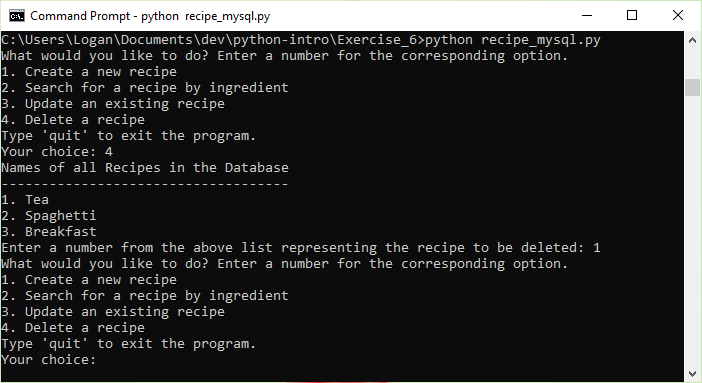 Command Prompt - python  recipe_mysql.py
C:\Users\Logan\Documents\dev\python-intro\Exercise_6>python recipe_mysql.py
What would you like to do? Enter a number for the corresponding option.
1. Create a new recipe
2. Search for a recipe by ingredient
3. Update an existing recipe
4. Delete a recipe
Type 'quit' to exit the program.
Your choice: 4
Names of all Recipes in the Database
------------------------------------
1. Tea
2. Spaghetti
3. Breakfast
Enter a number from the above list representing the recipe to be deleted: 1
What would you like to do? Enter a number for the corresponding option.
1. Create a new recipe
2. Search for a recipe by ingredient
3. Update an existing recipe
4. Delete a recipe
Type 'quit' to exit the program.
Your choice: